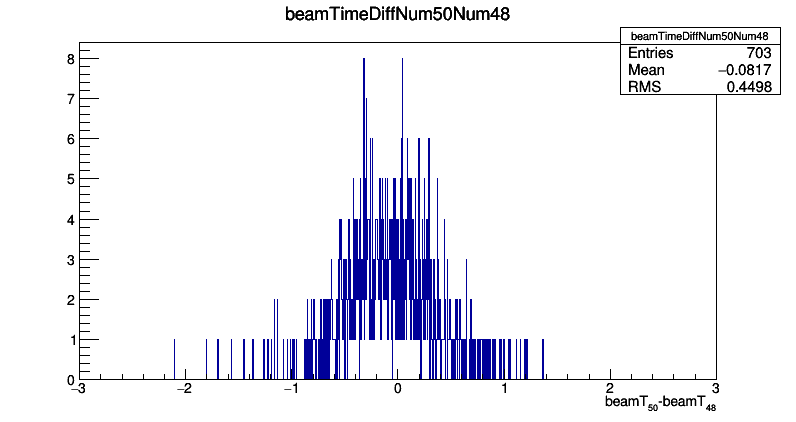 beamTimeDiffNum50Num48
beamTimeDiffNum50Num48
Entries 703
Mean −0.0817
RMS 0.4498
8
7
6
5
4
3
2
1
0
−3 −2 −1 0 1 2 3
beamT50-beamT48